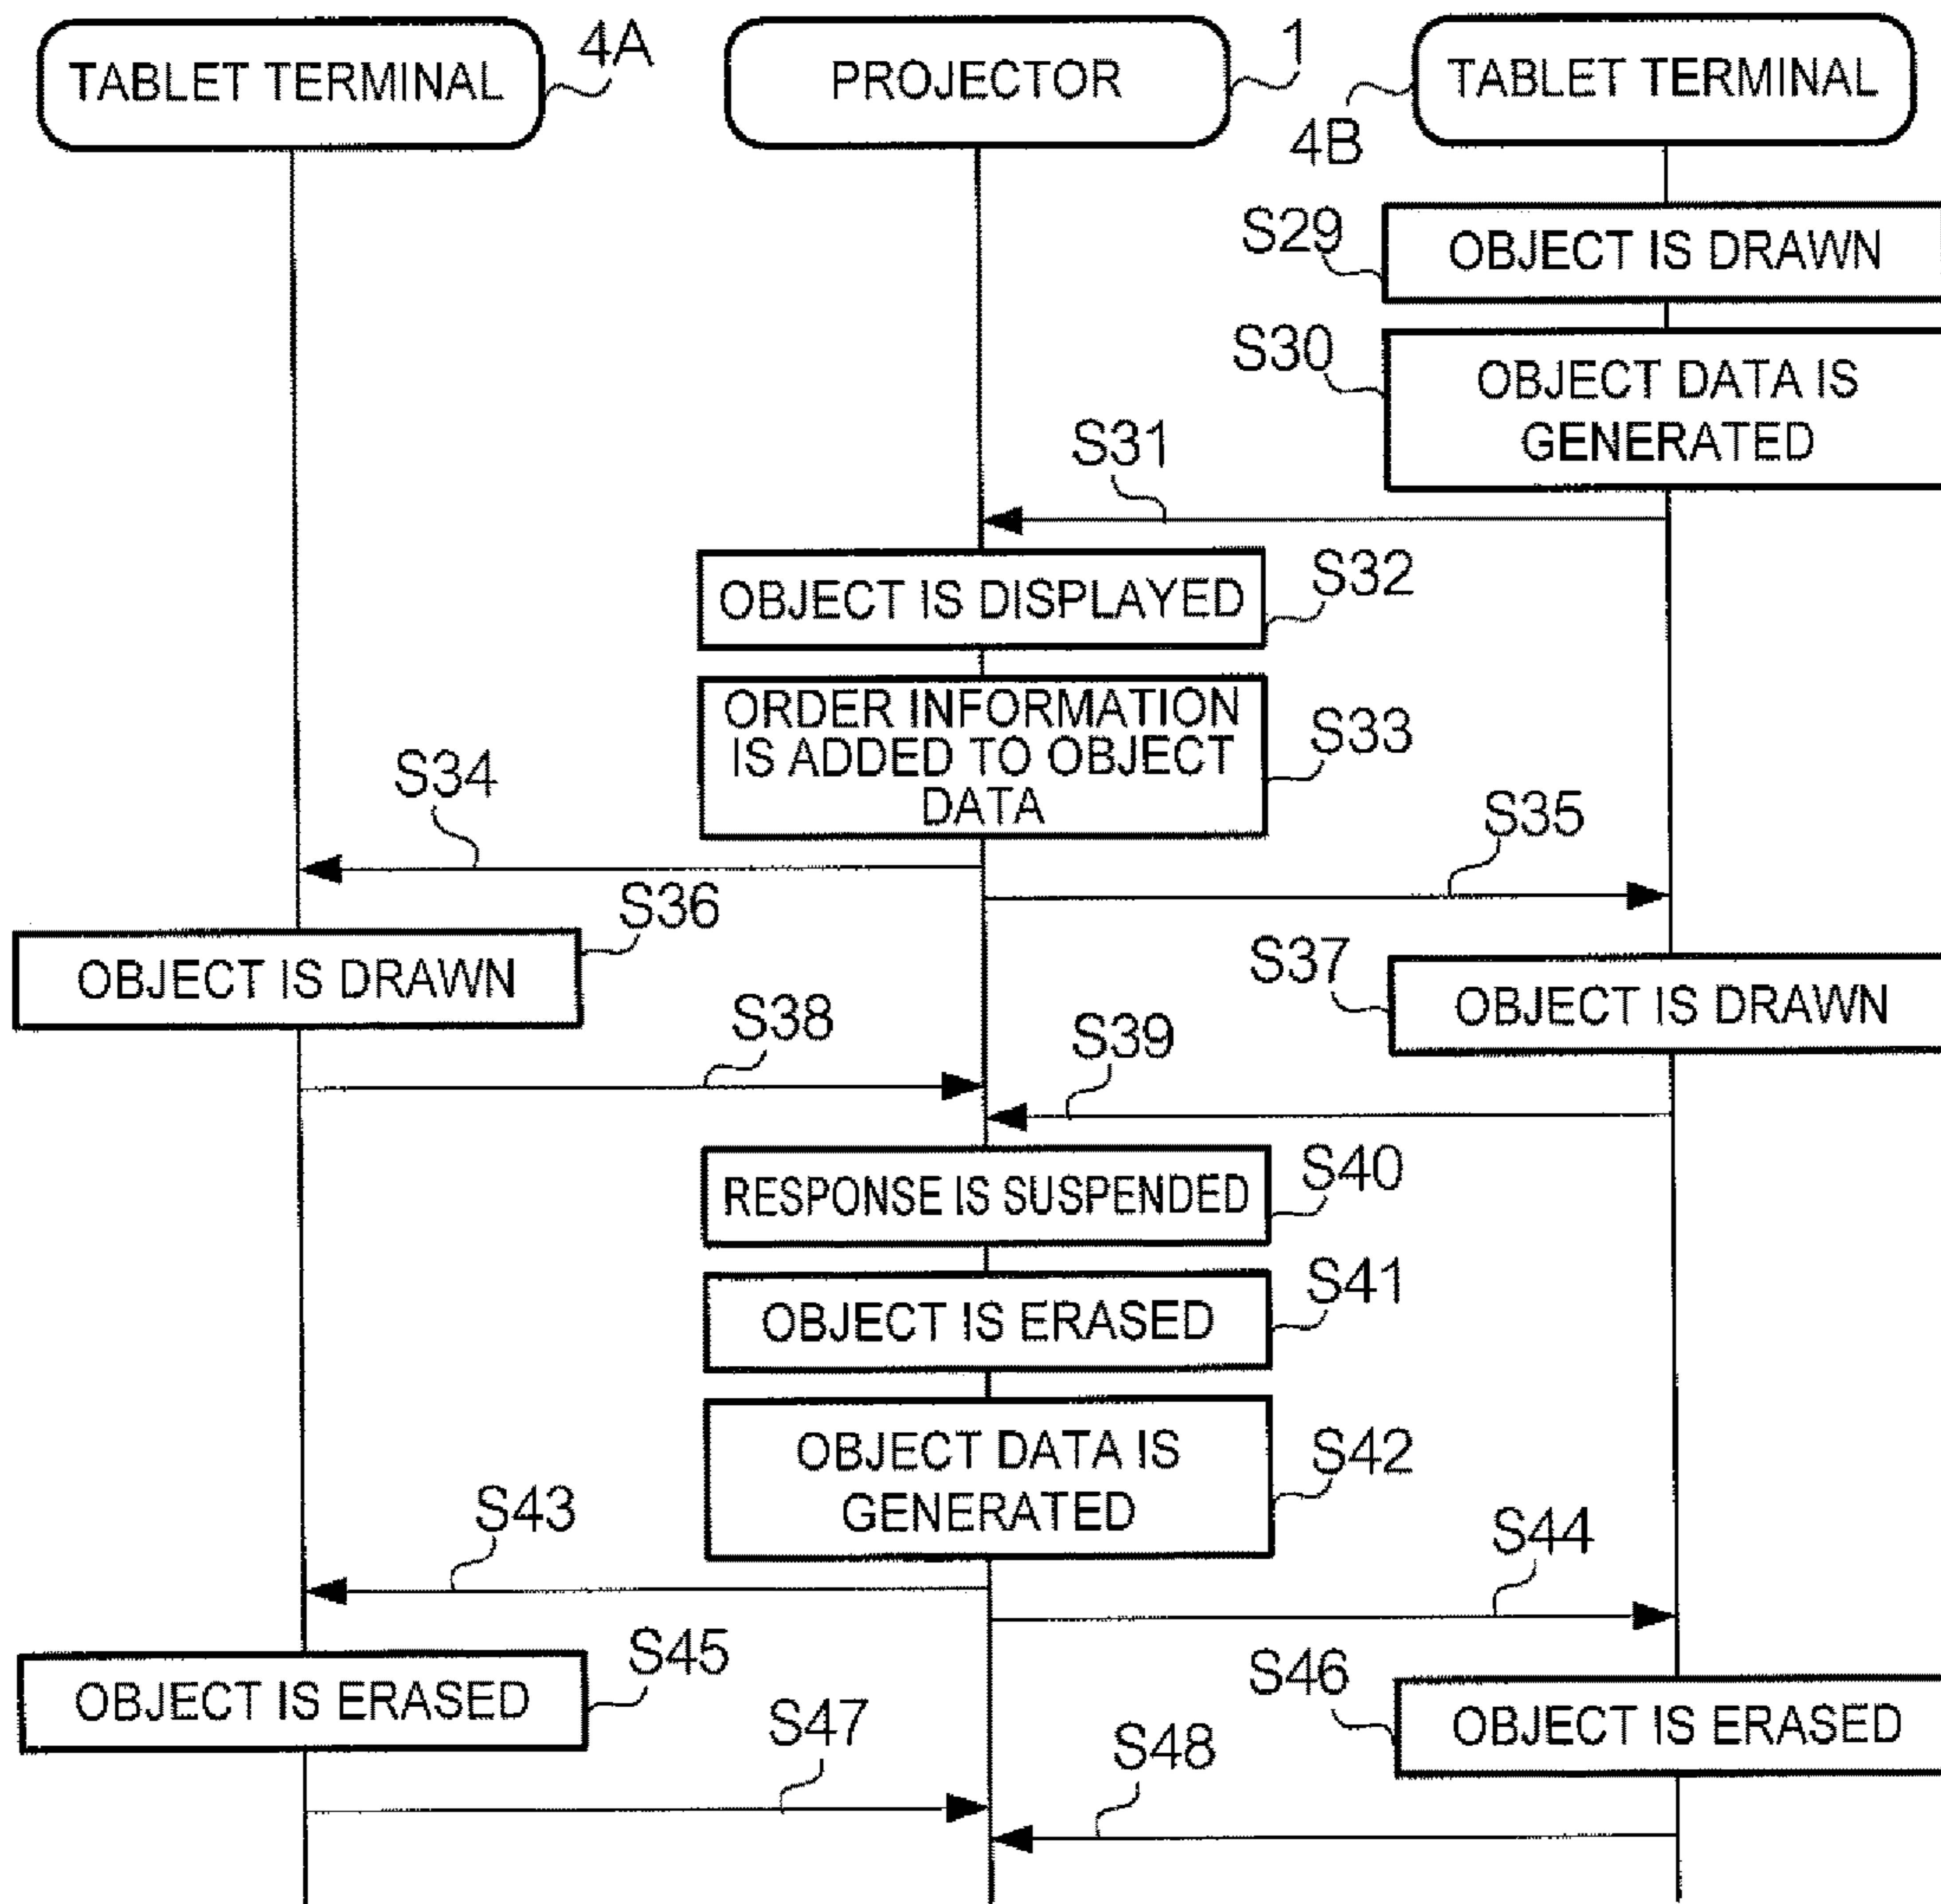 TABLET TERMINAL
4A
PROJECTOR
1
TABLET TERMINAL
4B
S29
OBJECT IS DRAWN
S30
OBJECT DATA IS
GENERATED
S31
OBJECT IS DISPLAYED
S32
ORDER INFORMATION
IS ADDED TO OBJECT
DATA
S33
S34
S35
S36
OBJECT IS DRAWN
S37
OBJECT IS DRAWN
S38
S39
RESPONSE IS SUSPENDED
S40
OBJECT IS ERASED
S41
OBJECT DATA IS
GENERATED
S42
S43
S44
OBJECT IS ERASED
S45
S46
OBJECT IS ERASED
S47
S48